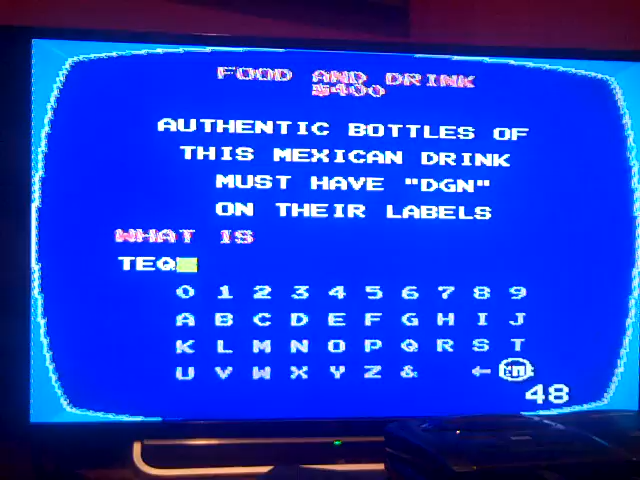 FOOD AND DRINK
$400
AUTHENTIC BOTTLES OF
THIS MEXICAN DRINK
MUST HAVE "DGN"
ON THEIR LABELS
WHAT IS
TEQ
0 1 2 3 4 5 6 7 8 9
A B C D E F G H I J
K L M N O P Q R S T
U V W X Y Z & ←
48